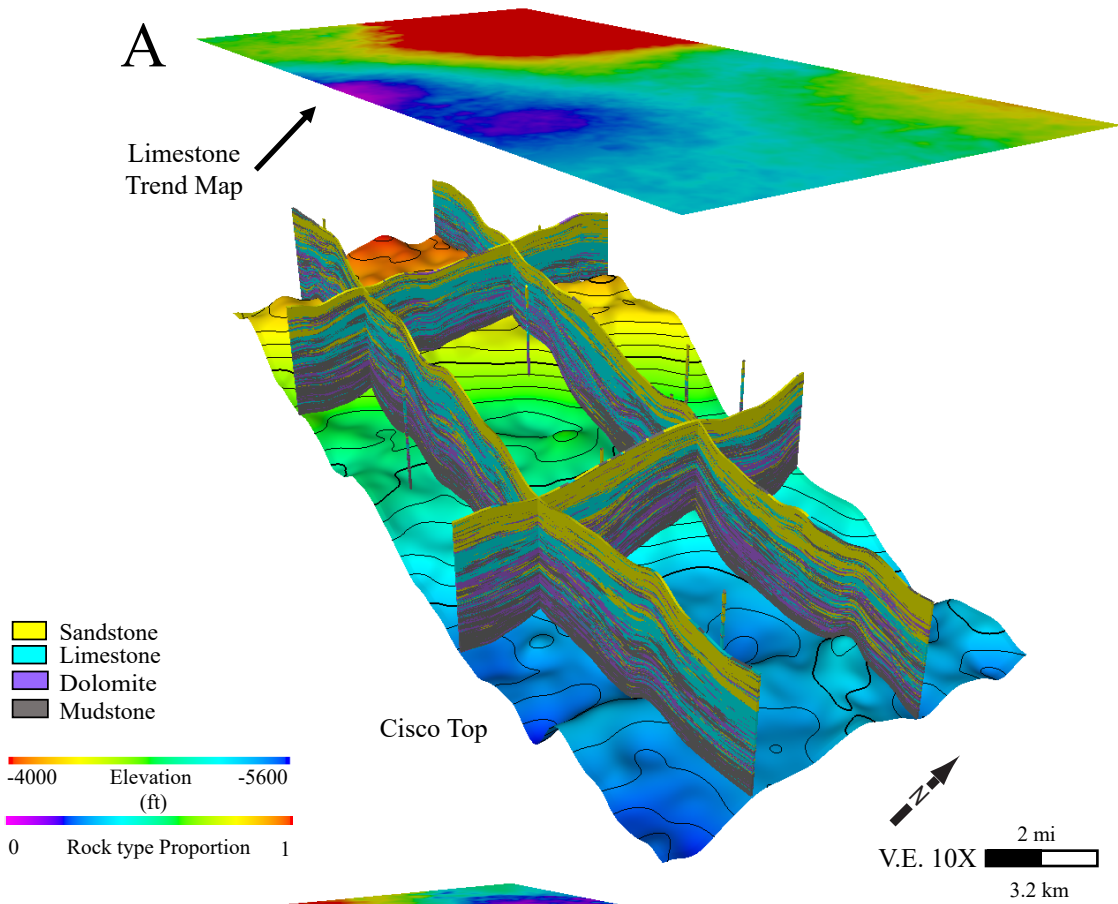 A
Limestone
Trend Map
Sandstone
Limestone
Dolomite
Mudstone
Cisco Top
-4000 Elevation -5600
(ft)
0 Rock type Proportion 1
N
2 mi
V.E. 10X
3.2 km